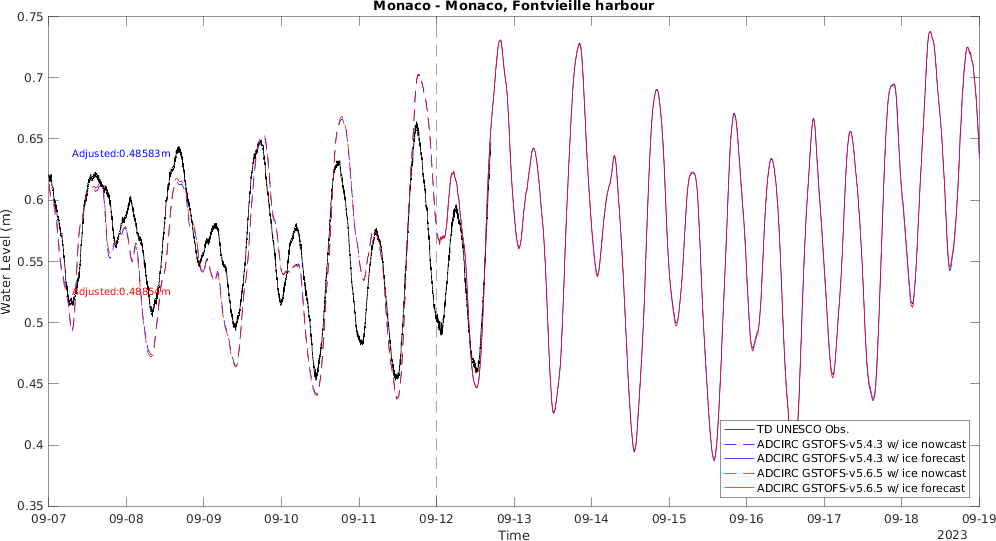 Monaco - Monaco, Fontvieille harbour
0.75
0.7
0.65
0.6
0.55
0.5
0.45
0.4
0.35
Water Level (m)
Adjusted:0.48583m
TD UNESCO Obs.
ADCIRC GSTOFS-v5.4.3 w/ ice nowcast
ADCIRC GSTOFS-v5.4.3 w/ ice forecast
ADCIRC GSTOFS-v5.6.5 w/ ice nowcast
ADCIRC GSTOFS-v5.6.5 w/ ice forecast
09-07 09-08 09-09 09-10 09-11 09-12 09-13 09-14 09-15 09-16 09-17 09-18 09-19
Time
2023